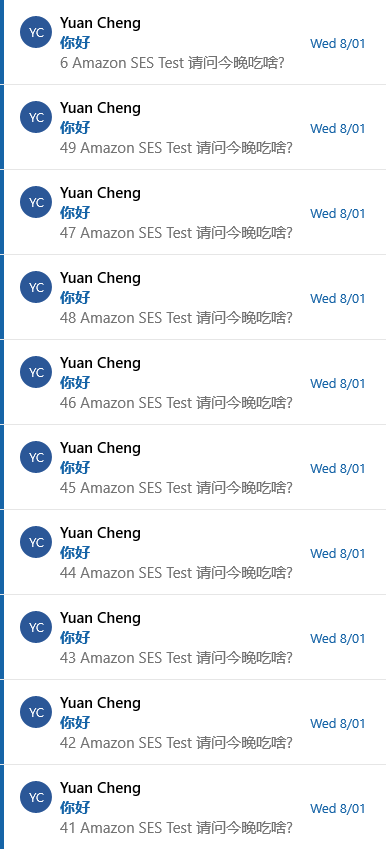 YC
Yuan Cheng
你好
Wed 8/01
6 Amazon SES Test 请问今晚吃啥?
YC
Yuan Cheng
你好
Wed 8/01
49 Amazon SES Test 请问今晚吃啥?
YC
Yuan Cheng
你好
Wed 8/01
47 Amazon SES Test 请问今晚吃啥?
YC
Yuan Cheng
你好
Wed 8/01
48 Amazon SES Test 请问今晚吃啥?
YC
Yuan Cheng
你好
Wed 8/01
46 Amazon SES Test 请问今晚吃啥?
YC
Yuan Cheng
你好
Wed 8/01
45 Amazon SES Test 请问今晚吃啥?
YC
Yuan Cheng
你好
Wed 8/01
44 Amazon SES Test 请问今晚吃啥?
YC
Yuan Cheng
你好
Wed 8/01
43 Amazon SES Test 请问今晚吃啥?
YC
Yuan Cheng
你好
Wed 8/01
42 Amazon SES Test 请问今晚吃啥?
YC
Yuan Cheng
你好
Wed 8/01
41 Amazon SES Test 请问今晚吃啥?